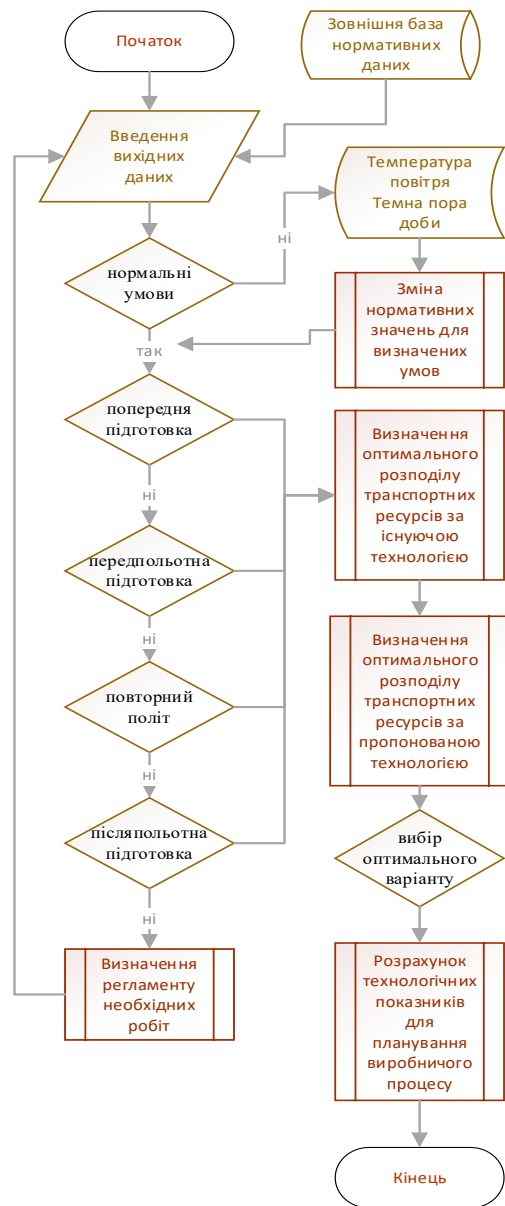 Початок
Зовнішня база
нормативних
даних
Введення
вихідних
даних
Температура
повітря
Темна пора
доби
ні
нормальні
умови
Зміна
нормативних
значень для
визначених
умов
так
попередня
підготовка
Визначення
оптимального
розподілу
транспортних
ресурсів за
існуючою
технологією
ні
передпольотна
підготовка
ні
повторний
політ
Визначення
оптимального
розподілу
транспортних
ресурсів за
пропонованою
технологією
ні
післяпольотна
підготовка
вибір
оптимального
варіанту
ні
Визначення
регламенту
необхідних
робіт
Розрахунок
технологічних
показників
для
планування
виробничого
процесу
Кінець